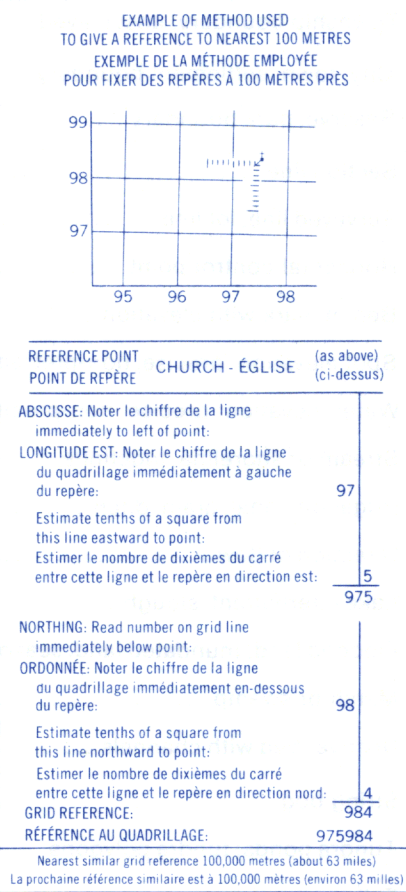 EXAMPLE OF METHOD USED
TO GIVE A REFERENCE TO NEAREST 100 METRES
EXEMPLE DE LA MÉTHODE EMPLOYÉE
POUR FIXER DES REPÈRES À 100 MÈTRES PRÈS
99
98
97
95 96 97 98
REFERENCE POINT
POINT DE REPÈRE
CHURCH - ÉGLISE
(as above)
(ci-dessus)
ABSCISSE: Noter le chiffre de la ligne
immediately to left of point:
LONGITUDE EST: Noter le chiffre de la ligne
du quadrillage immédiatement à gauche
du repère: 97
Estimate tenths of a square from
this line eastward to point:
Estimer le nombre de dixièmes du carré
entre cette ligne et le repère en direction est: 5
975
NORTHING: Read number on grid line
immediately below point:
ORDONNÉE: Noter le chiffre de la ligne
du quadrillage immédiatement en-dessous
du repère: 98
Estimate tenths of a square from
this line northward to point:
Estimer le nombre de dixièmes du carré
entre cette ligne et le repère en direction nord: 4
GRID REFERENCE: 984
RÉFÉRENCE AU QUADRILLAGE: 975984
Nearest similar grid reference 100,000 metres (about 63 miles)
La prochaine référence similaire est à 100,000 mètres (environ 63 milles)